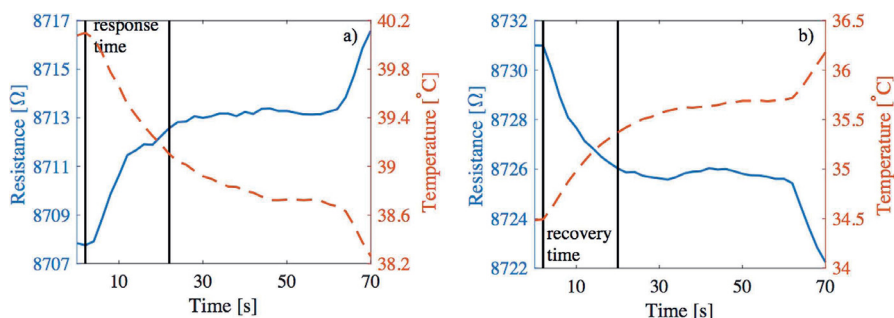 a)
response
time
8717
8715
8713
8711
8709
8707
Resistance [Ω]
40.2
39.8
39.4
39
38.6
38.2
Temperature [°C]
10
30
50
70
Time [s]
b)
recovery
time
8732
8730
8728
8726
8724
8722
Resistance [Ω]
36.5
36
35.5
35
34.5
34
Temperature [°C]
10
30
50
70
Time [s]